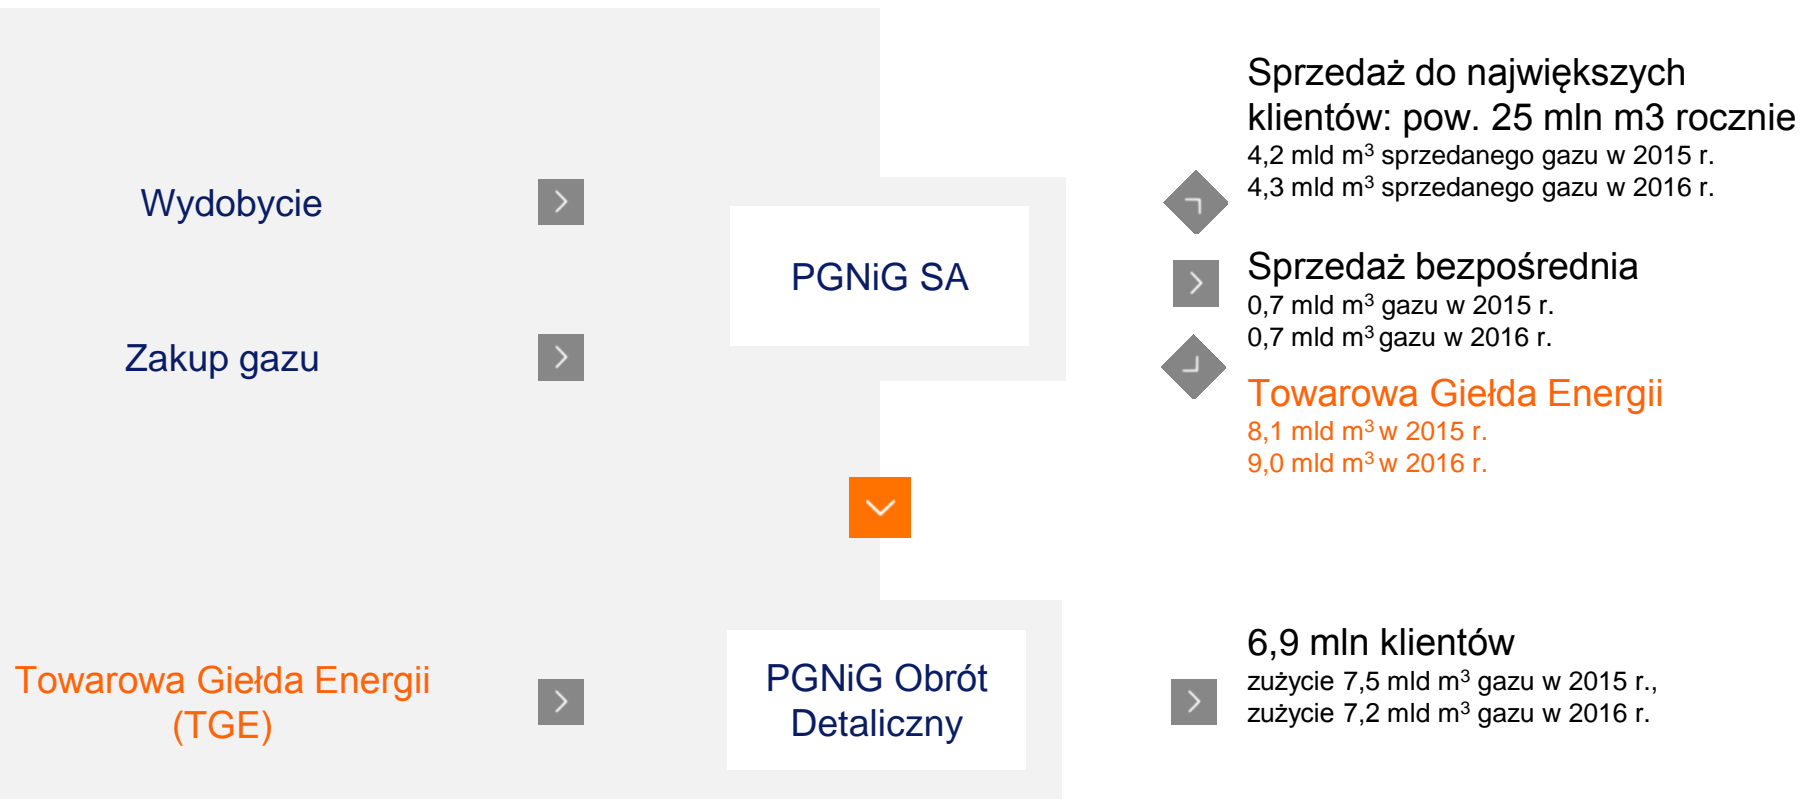 Wydobycie
Zakup gazu
Towarowa Giełda Energii
(TGE)
PGNiG SA
PGNiG Obrót
Detaliczny
Sprzedaż do największych
klientów: pow. 25 mln m3 rocznie
4,2 mld m³ sprzedanego gazu w 2015 r.
4,3 mld m³ sprzedanego gazu w 2016 r.
Sprzedaż bezpośrednia
0,7 mld m³ gazu w 2015 r.
0,7 mld m³ gazu w 2016 r.
Towarowa Giełda Energii
8,1 mld m³ w 2015 r.
9,0 mld m³ w 2016 r.
6,9 mln klientów
zużycie 7,5 mld m³ gazu w 2015 r.,
zużycie 7,2 mld m³ gazu w 2016 r.